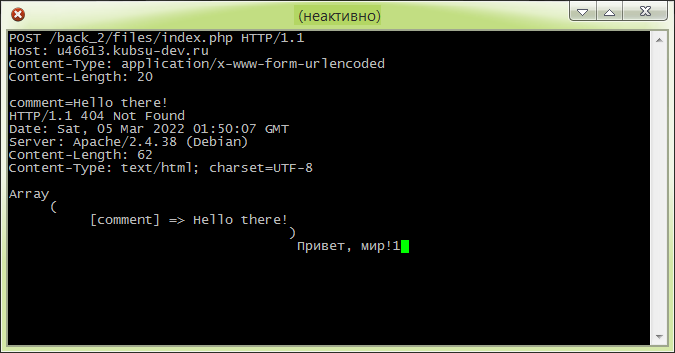 (неактивно)
POST /back_2/files/index.php HTTP/1.1
Host: u46613.kubsu-dev.ru
Content-Type: application/x-www-form-urlencoded
Content-Length: 20

comment=Hello there!
HTTP/1.1 404 Not Found
Date: Sat, 05 Mar 2022 01:50:07 GMT
Server: Apache/2.4.38 (Debian)
Content-Length: 62
Content-Type: text/html; charset=UTF-8

Array
(
[comment] => Hello there!
)
Привет, мир!1